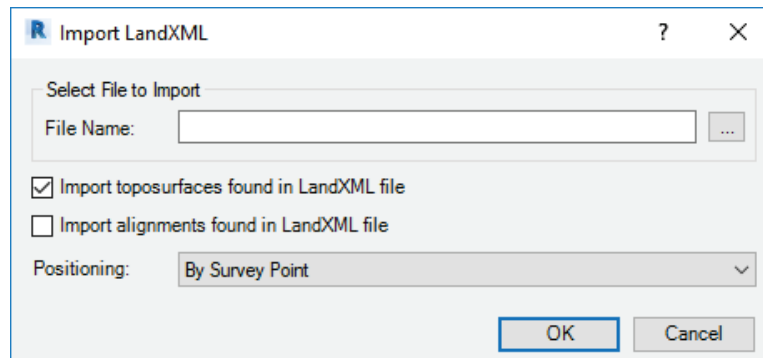 R Import LandXML ?
Select File to Import
File Name: ...
Import toposurfaces found in LandXML file
Import alignments found in LandXML file
Positioning: By Survey Point
OK Cancel